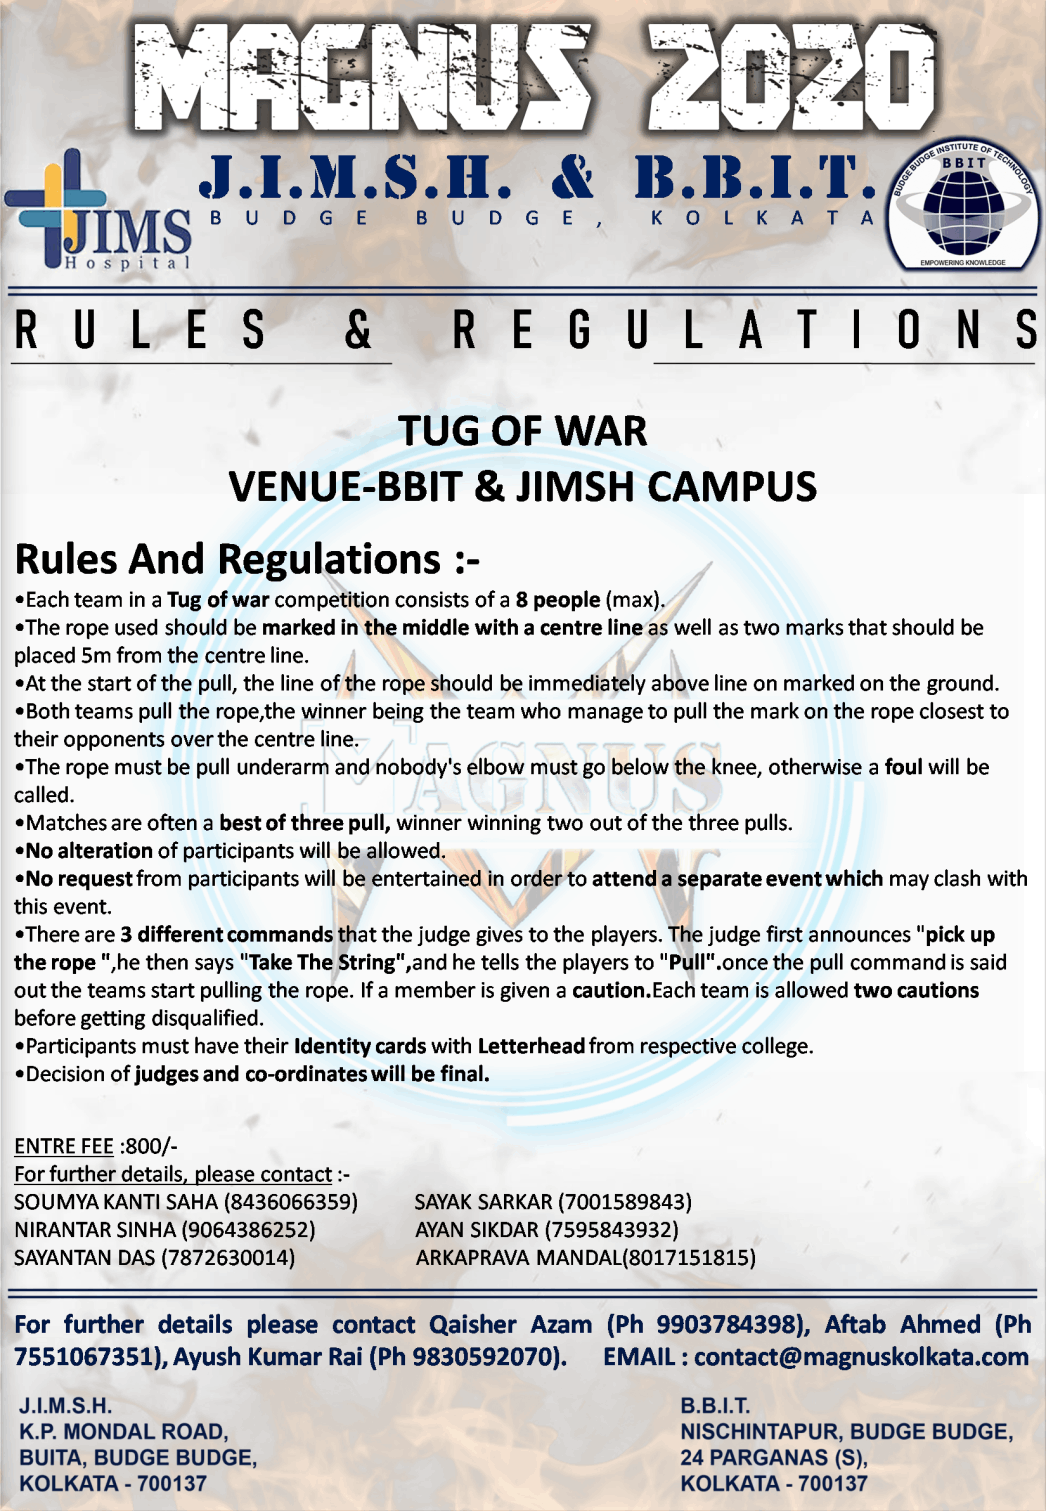 MAGNUS 2020
J.I.M.S.H. & B.B.I.T.
BUDGE BUDGE, KOLKATA
JIMS
Hospital
BUDGE BUDGE INSTITUTE OF TECHNOLOGY
BBIT
EMPOWERING KNOWLEDGE
RULES & REGULATIONS
TUG OF WAR
VENUE-BBIT & JIMSH CAMPUS
Rules And Regulations :-
•Each team in a Tug of war competition consists of a 8 people (max).
•The rope used should be marked in the middle with a centre line as well as two marks that should be
placed 5m from the centre line.
•At the start of the pull, the line of the rope should be immediately above line on marked on the ground.
•Both teams pull the rope,the winner being the team who manage to pull the mark on the rope closest to
their opponents over the centre line.
•The rope must be pull underarm and nobody's elbow must go below the knee, otherwise a foul will be
called.
•Matches are often a best of three pull, winner winning two out of the three pulls.
•No alteration of participants will be allowed.
•No request from participants will be entertained in order to attend a separate event which may clash with
this event.
•There are 3 different commands that the judge gives to the players. The judge first announces "pick up
the rope ",he then says "Take The String",and he tells the players to "Pull".once the pull command is said
out the teams start pulling the rope. If a member is given a caution.Each team is allowed two cautions
before getting disqualified.
•Participants must have their Identity cards with Letterhead from respective college.
•Decision of judges and co-ordinates will be final.
MAGNUS
ENTRE FEE :800/-
For further details, please contact :-
SOUMYA KANTI SAHA (8436066359) SAYAK SARKAR (7001589843)
NIRANTAR SINHA (9064386252) AYAN SIKDAR (7595843932)
SAYANTAN DAS (7872630014) ARKAPRAVA MANDAL(8017151815)
For further details please contact Qaisher Azam (Ph 9903784398), Aftab Ahmed (Ph
7551067351), Ayush Kumar Rai (Ph 9830592070). EMAIL : contact@magnuskolkata.com
J.I.M.S.H.
K.P. MONDAL ROAD,
BUITA, BUDGE BUDGE,
KOLKATA - 700137
B.B.I.T.
NISCHINTAPUR, BUDGE BUDGE,
24 PARGANAS (S),
KOLKATA - 700137